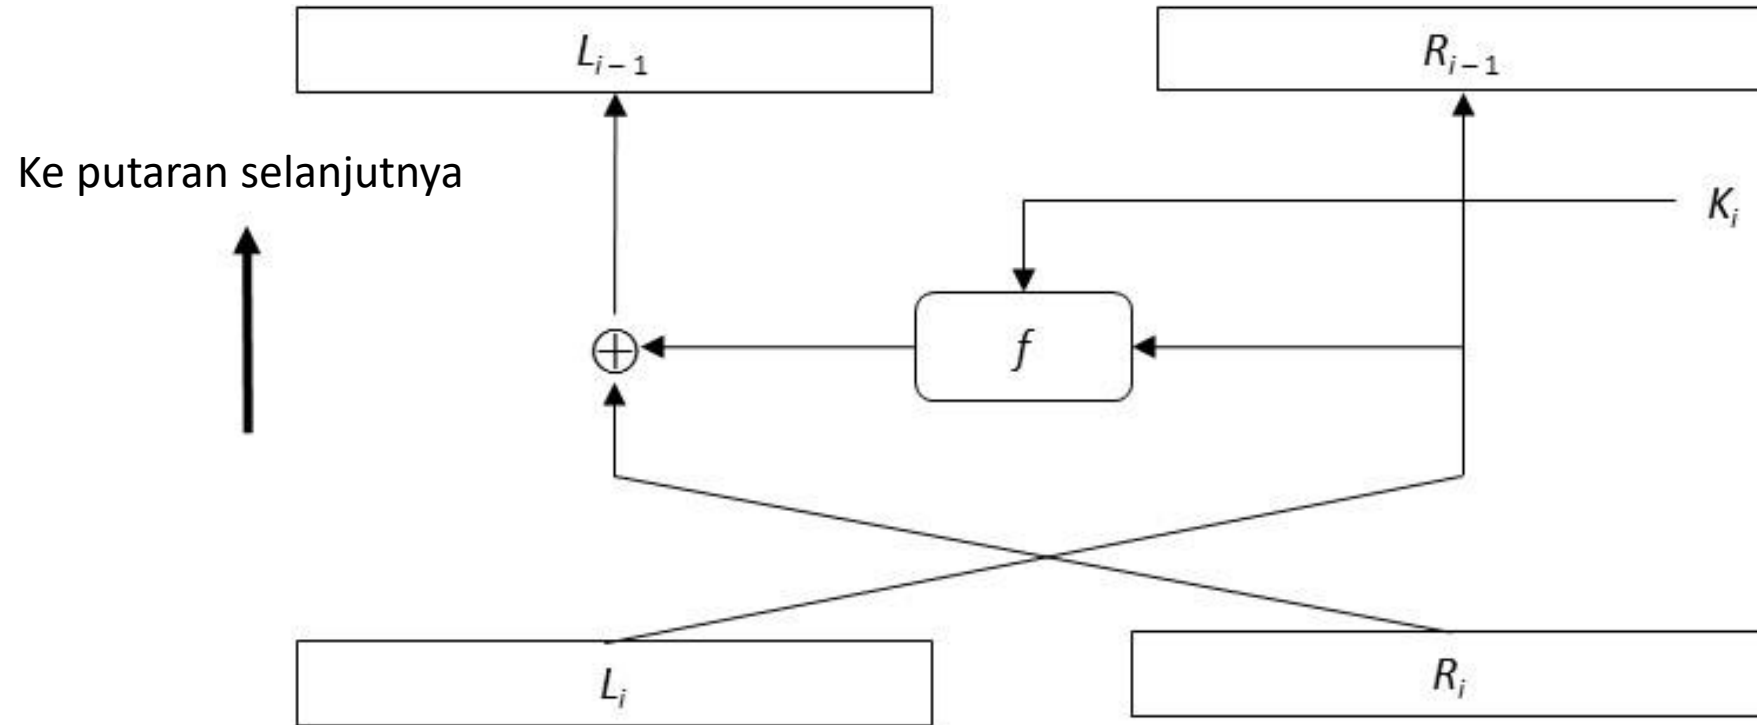 L_{i – 1}
R_{i – 1}
Ke putaran selanjutnya
K_i
f
⊕
L_i
R_i